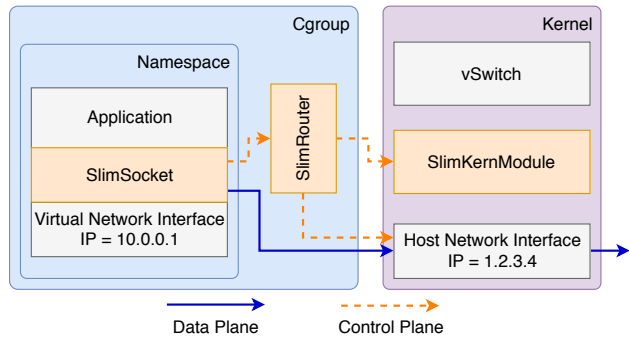 Cgroup
Kernel
Namespace
vSwitch
Application
SlimRouter
SlimSocket
SlimKernModule
Virtual Network Interface
IP = 10.0.0.1
Host Network Interface
IP = 1.2.3.4
Data Plane
Control Plane